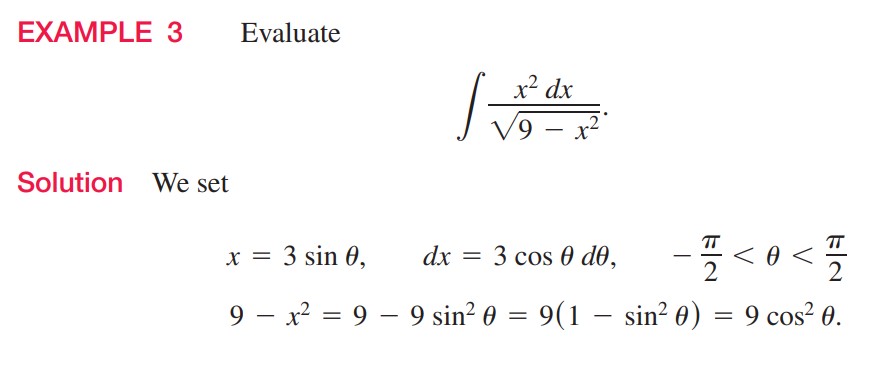 EXAMPLE 3 Evaluate
∫ x² dx / √(9 − x²).
Solution We set
x = 3 sin θ, dx = 3 cos θ dθ, −π/2 < θ < π/2
9 − x² = 9 − 9 sin² θ = 9(1 − sin² θ) = 9 cos² θ.